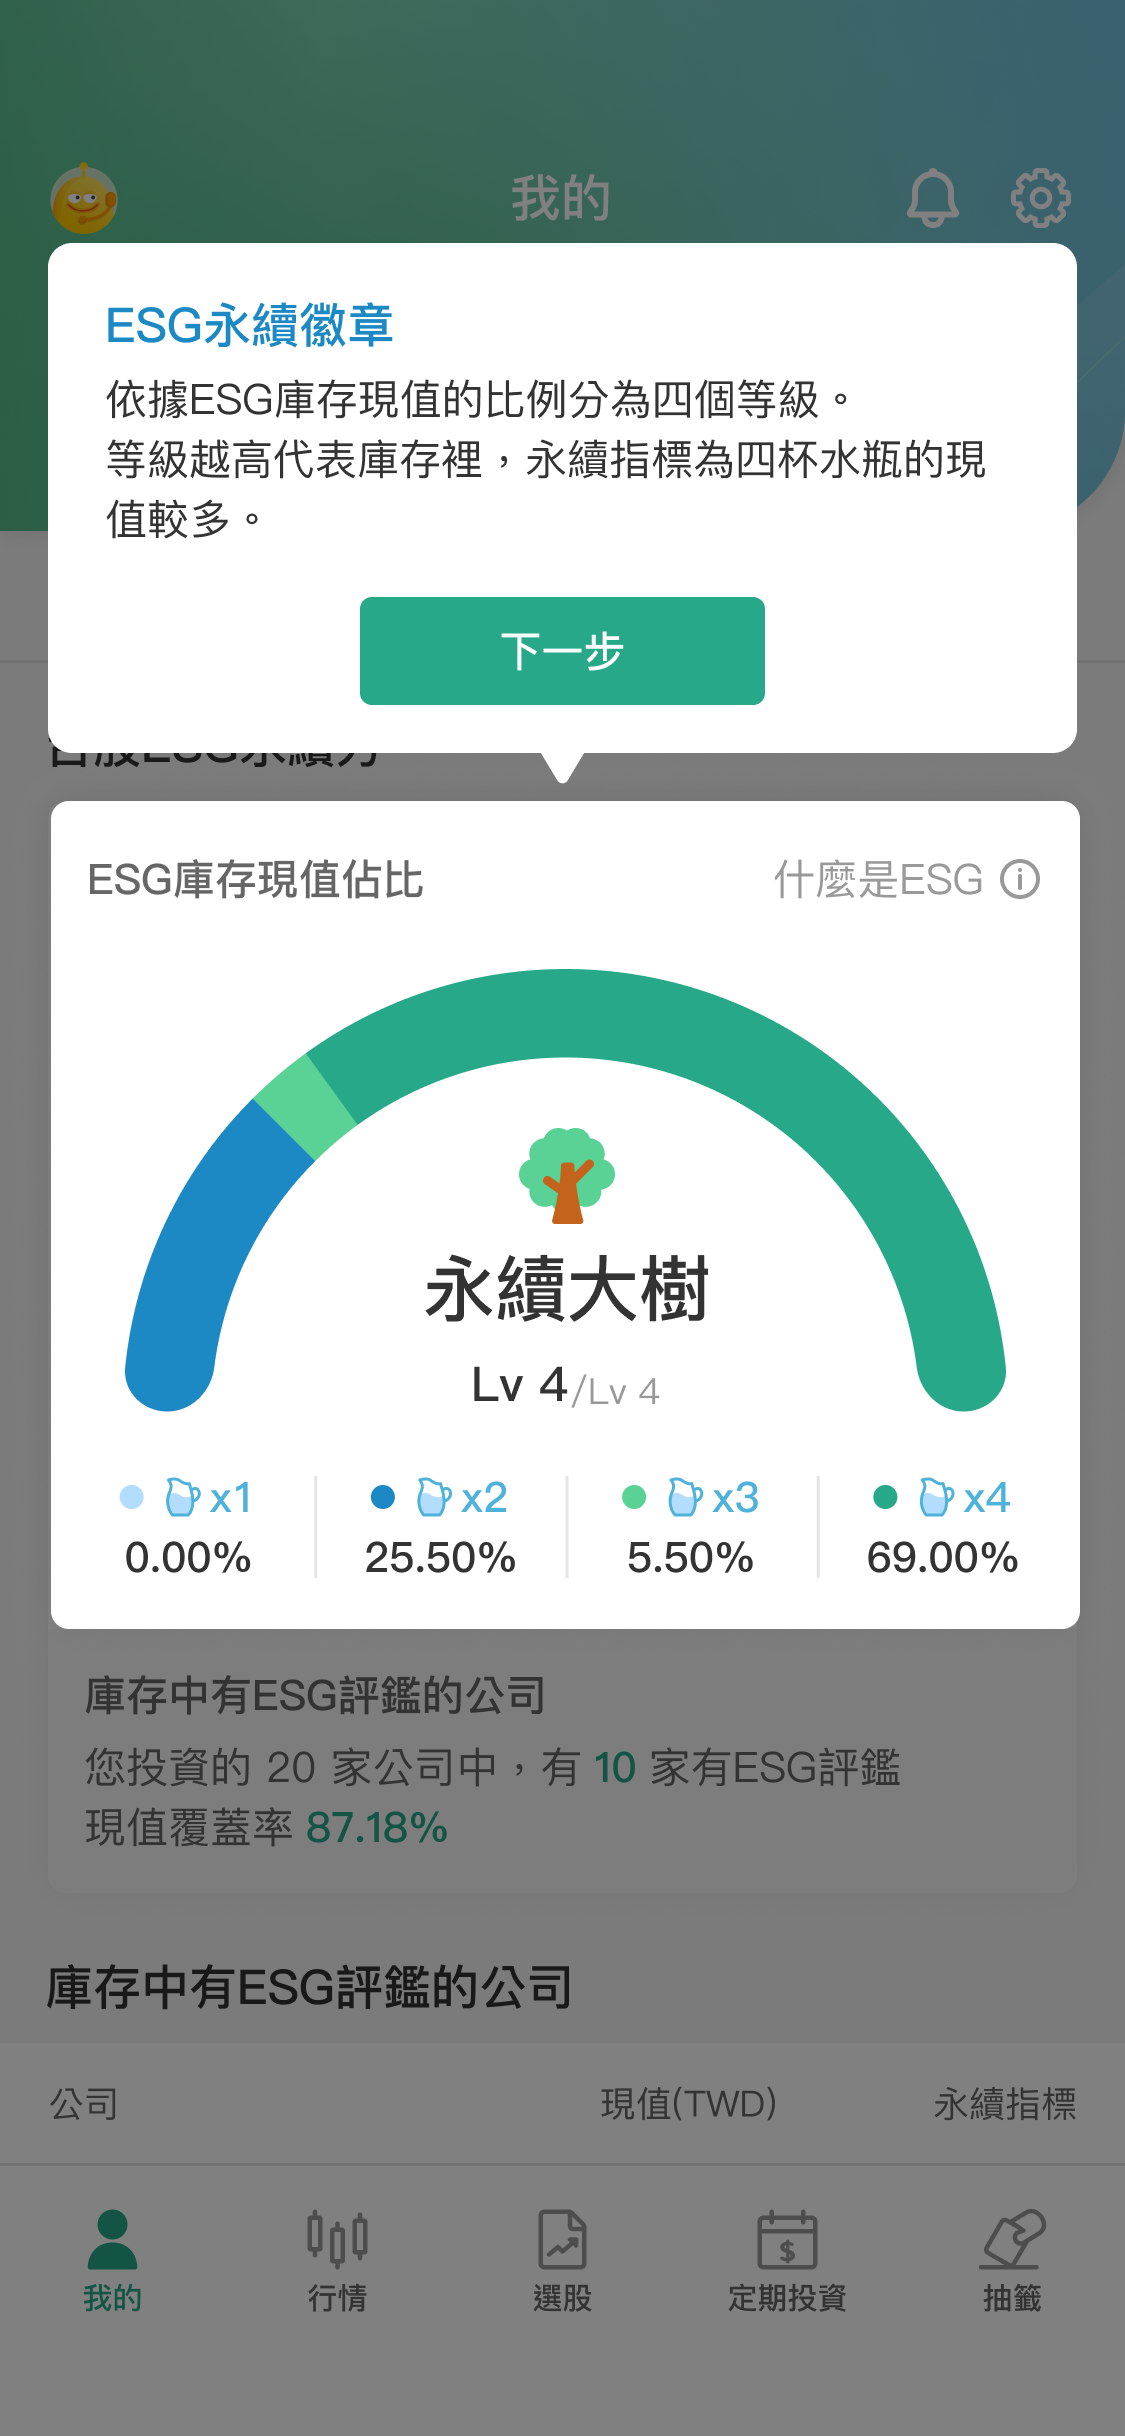 我的
ESG永續徽章
依據ESG庫存現值的比例分為四個等級。
等級越高代表庫存裡，永續指標為四杯水瓶的現
值較多。
下一步
台股ESG永續力
ESG庫存現值佔比
什麼是ESG
永續大樹
Lv 4/Lv 4
x1
x2
x3
x4
0.00%
25.50%
5.50%
69.00%
庫存中有ESG評鑑的公司
您投資的 20 家公司中，有 10 家有ESG評鑑
現值覆蓋率 87.18%
庫存中有ESG評鑑的公司
公司
現值(TWD)
永續指標
我的
行情
選股
定期投資
抽籤